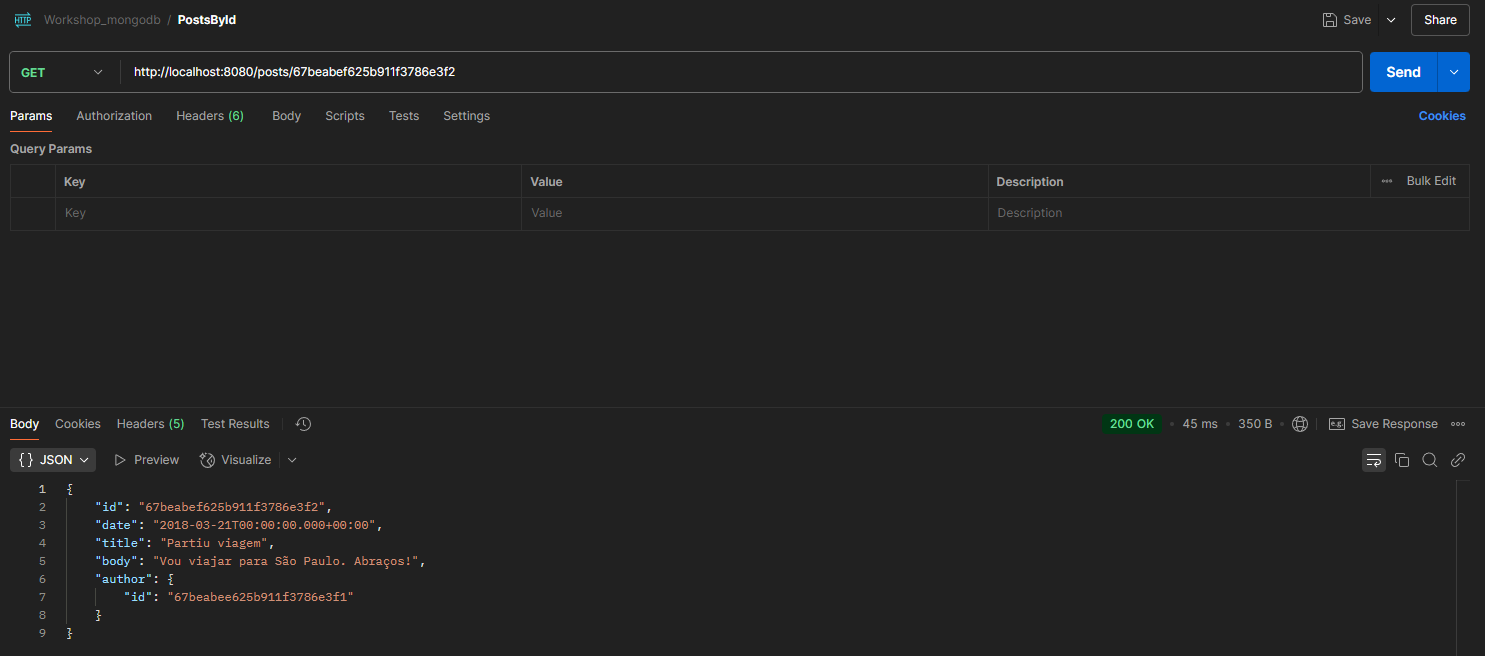 HTTP Workshop_mongodb / PostsById Save Share
GET http://localhost:8080/posts/67beabef625b911f3786e3f2 Send
Params Authorization Headers (6) Body Scripts Tests Settings Cookies
Query Params
Key Value Description Bulk Edit
Key Value Description
Body Cookies Headers (5) Test Results 200 OK 45 ms 350 B e.g. Save Response
{} JSON Preview Visualize
1 {
2 "id": "67beabef625b911f3786e3f2",
3 "date": "2018-03-21T00:00:00.000+00:00",
4 "title": "Partiu viagem",
5 "body": "Vou viajar para São Paulo. Abraços!",
6 "author": {
7 "id": "67beabee625b911f3786e3f1"
8 }
9 }